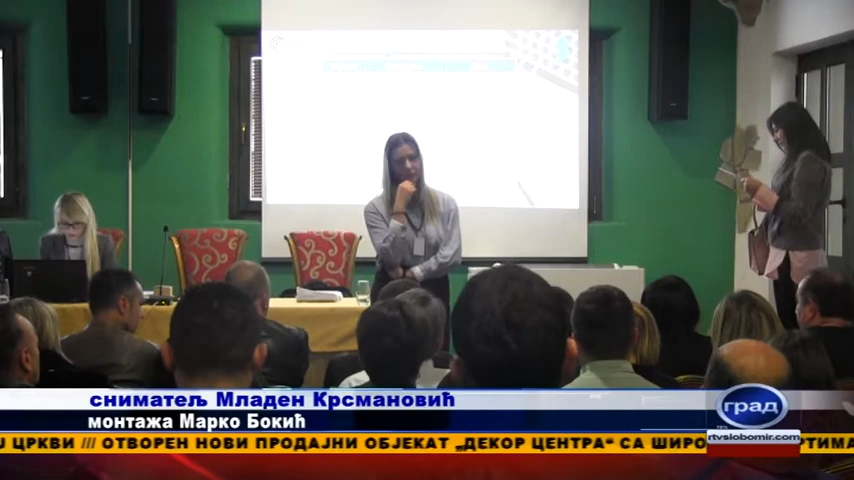 сниматељ Младен Крсмановић
монтажа Марко Бокић
град
rtvslobomir.com
Ј ЦРКВИ /// ОТВОРЕН НОВИ ПРОДАЈНИ ОБЈЕКАТ „ДЕКОР ЦЕНТРА“ СА ШИРО